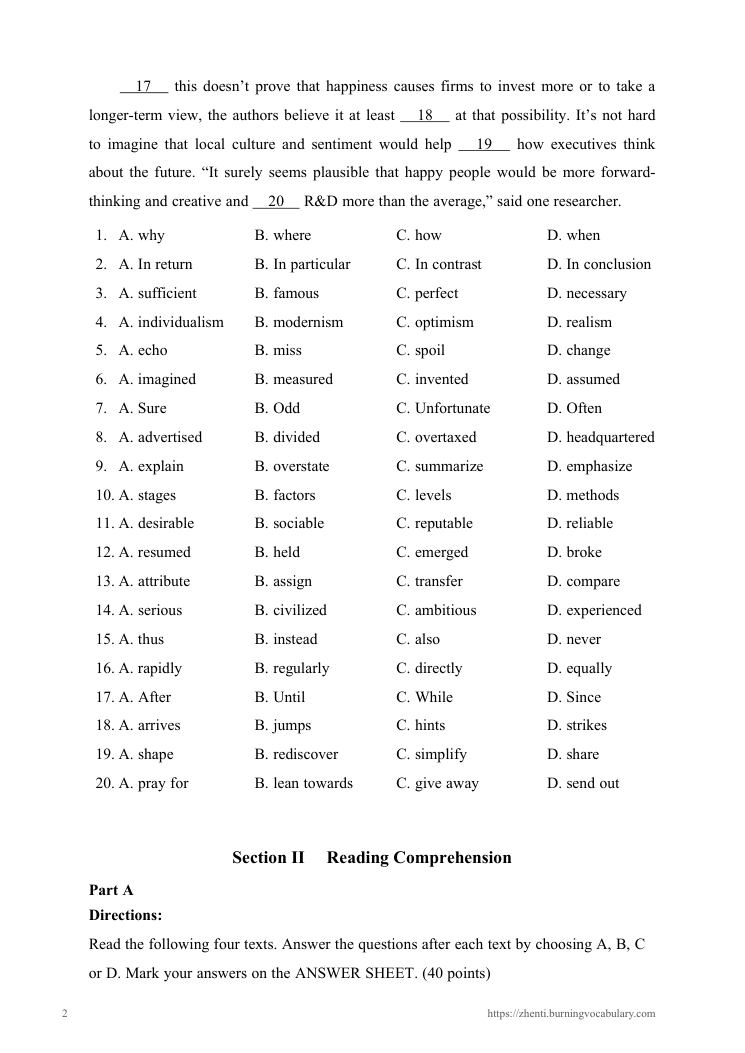 __17__ this doesn’t prove that happiness causes firms to invest more or to take a
longer-term view, the authors believe it at least __18__ at that possibility. It’s not hard
to imagine that local culture and sentiment would help __19__ how executives think
about the future. “It surely seems plausible that happy people would be more forward-
thinking and creative and __20__ R&D more than the average,” said one researcher.
1. A. why B. where C. how D. when
2. A. In return B. In particular C. In contrast D. In conclusion
3. A. sufficient B. famous C. perfect D. necessary
4. A. individualism B. modernism C. optimism D. realism
5. A. echo B. miss C. spoil D. change
6. A. imagined B. measured C. invented D. assumed
7. A. Sure B. Odd C. Unfortunate D. Often
8. A. advertised B. divided C. overtaxed D. headquartered
9. A. explain B. overstate C. summarize D. emphasize
10. A. stages B. factors C. levels D. methods
11. A. desirable B. sociable C. reputable D. reliable
12. A. resumed B. held C. emerged D. broke
13. A. attribute B. assign C. transfer D. compare
14. A. serious B. civilized C. ambitious D. experienced
15. A. thus B. instead C. also D. never
16. A. rapidly B. regularly C. directly D. equally
17. A. After B. Until C. While D. Since
18. A. arrives B. jumps C. hints D. strikes
19. A. shape B. rediscover C. simplify D. share
20. A. pray for B. lean towards C. give away D. send out
Section II Reading Comprehension
Part A
Directions:
Read the following four texts. Answer the questions after each text by choosing A, B, C
or D. Mark your answers on the ANSWER SHEET. (40 points)
2 https://zhenti.burningvocabulary.com